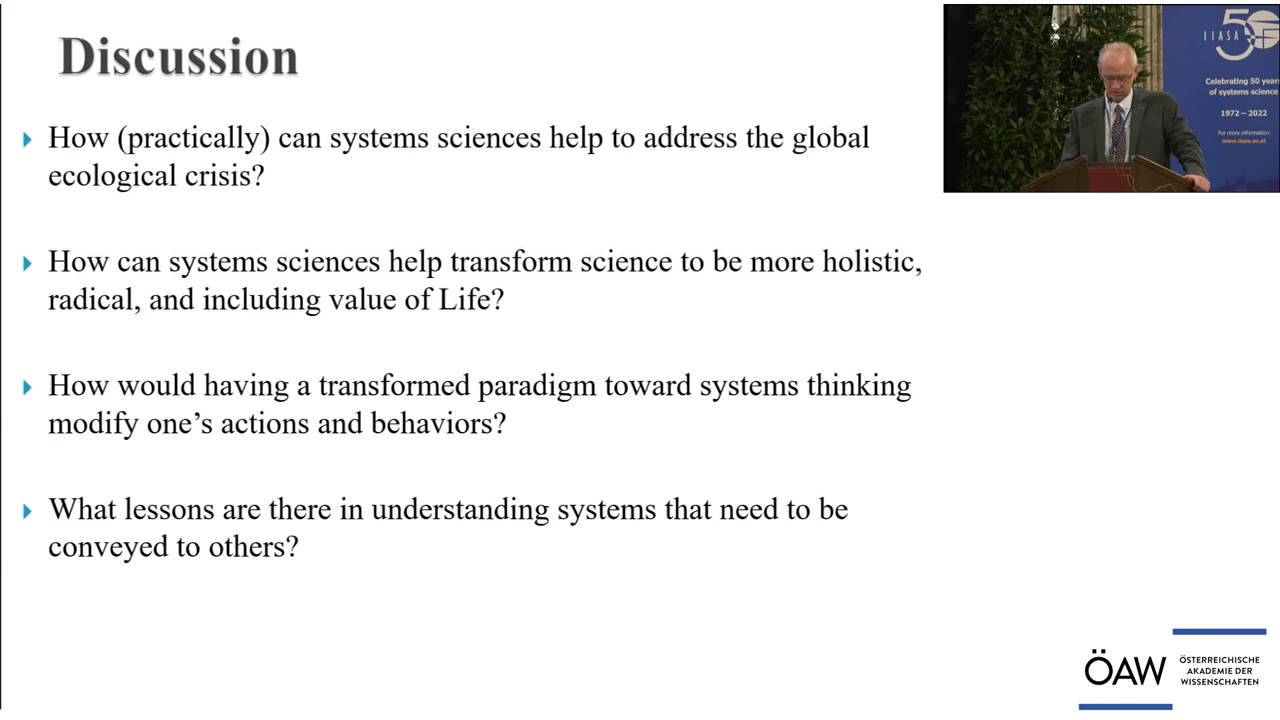 Discussion
How (practically) can systems sciences help to address the global
ecological crisis?
How can systems sciences help transform science to be more holistic,
radical, and including value of Life?
How would having a transformed paradigm toward systems thinking
modify one’s actions and behaviors?
What lessons are there in understanding systems that need to be
conveyed to others?
50
IIASA
Celebrating 50 years
of systems science
1972 – 2022
For more information:
www.iiasa.ac.at
ÖAW
ÖSTERREICHISCHE
AKADEMIE DER
WISSENSCHAFTEN